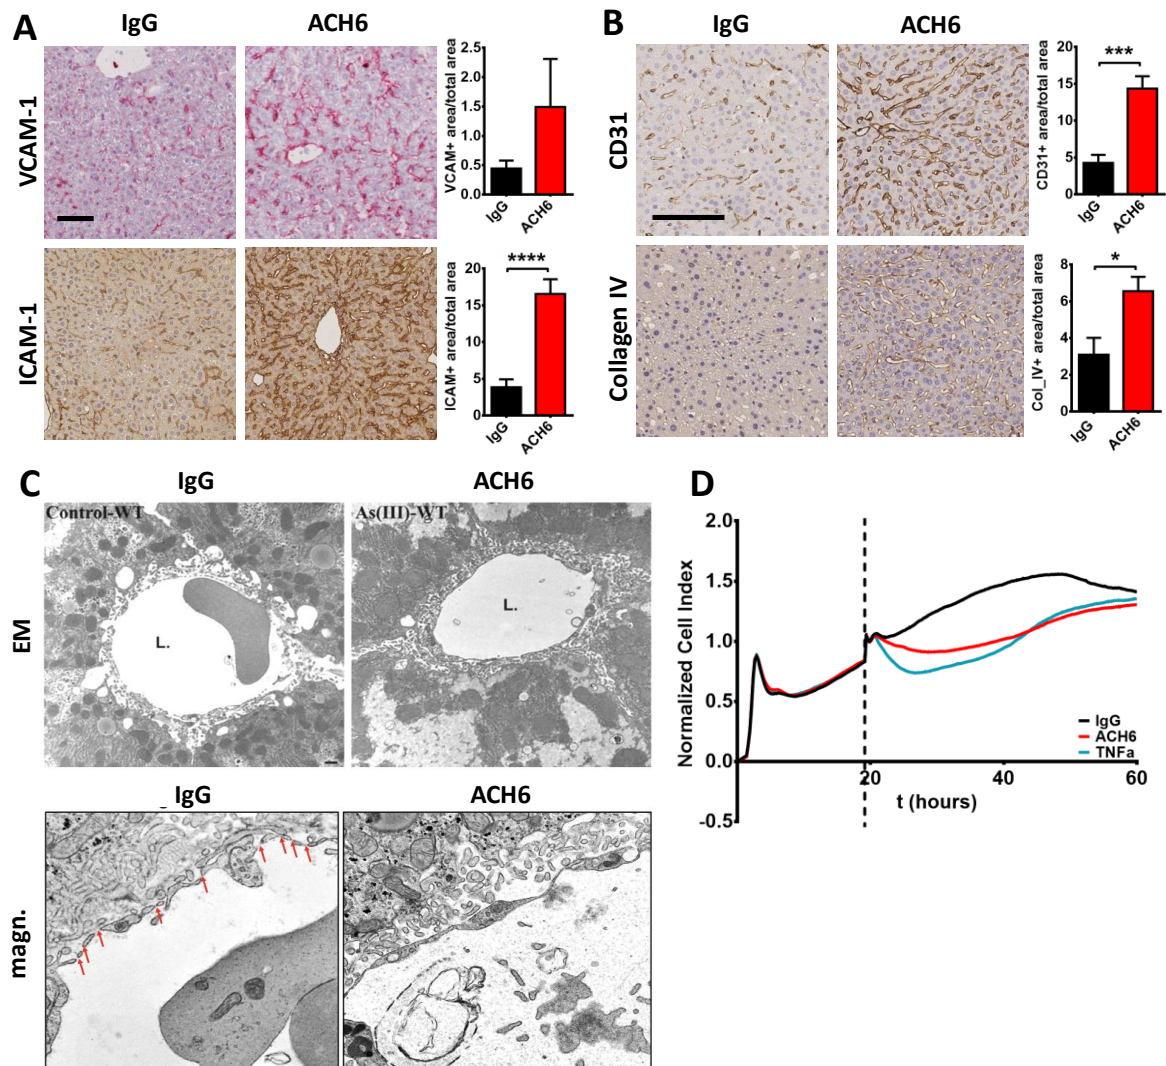 A
IgG
ACH6
VCAM-1
2.5
2.0
1.5
1.0
0.5
0.0
VCAM+ area/total area
IgG
ACH6
ICAM-1
****
20
15
10
5
0
ICAM+ area/total area
IgG
ACH6
B
IgG
ACH6
CD31
***
20
15
10
5
0
CD31+ area/total area
IgG
ACH6
Collagen IV
*
8
6
4
2
0
Col_IV+ area/total area
IgG
ACH6
C
IgG
ACH6
EM
Control-WT
L.
As(III)-WT
L.
IgG
ACH6
magn.
D
2.0
1.5
1.0
0.5
0.0
-0.5
Normalized Cell Index
20
40
60
t (hours)
IgG
ACH6
TNFa